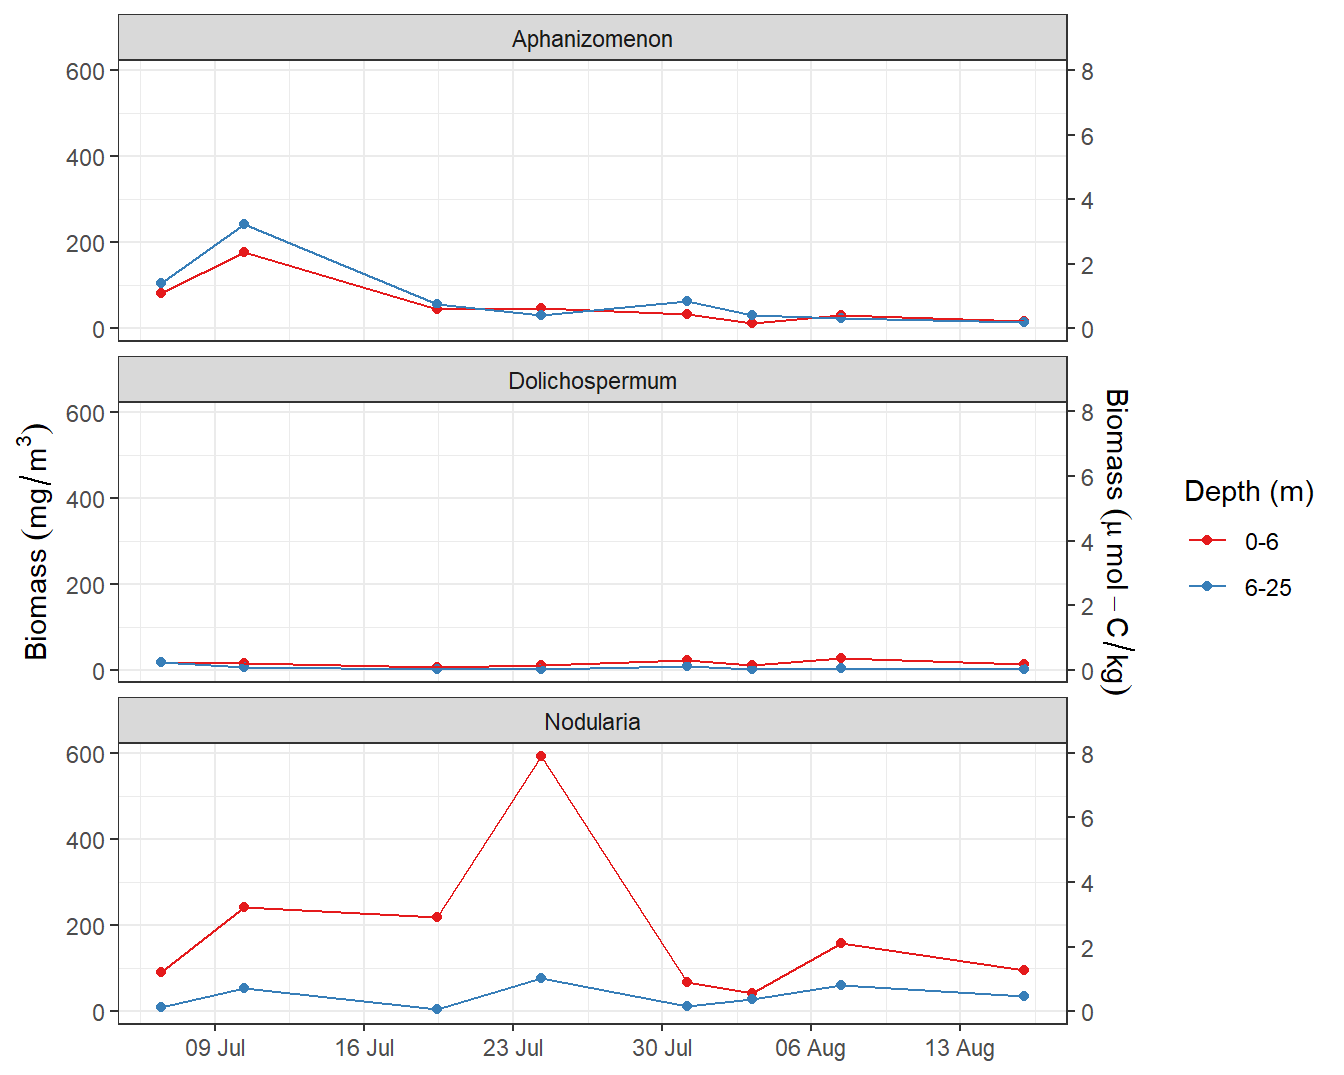 Aphanizomenon
600
400
200
0
8
6
4
2
0
Dolichospermum
600
400
200
0
8
6
4
2
0
Nodularia
600
400
200
0
8
6
4
2
0
09 Jul
16 Jul
23 Jul
30 Jul
06 Aug
13 Aug
Biomass (mg/m³)
Biomass (μ mol−C/kg)
Depth (m)
0-6
6-25